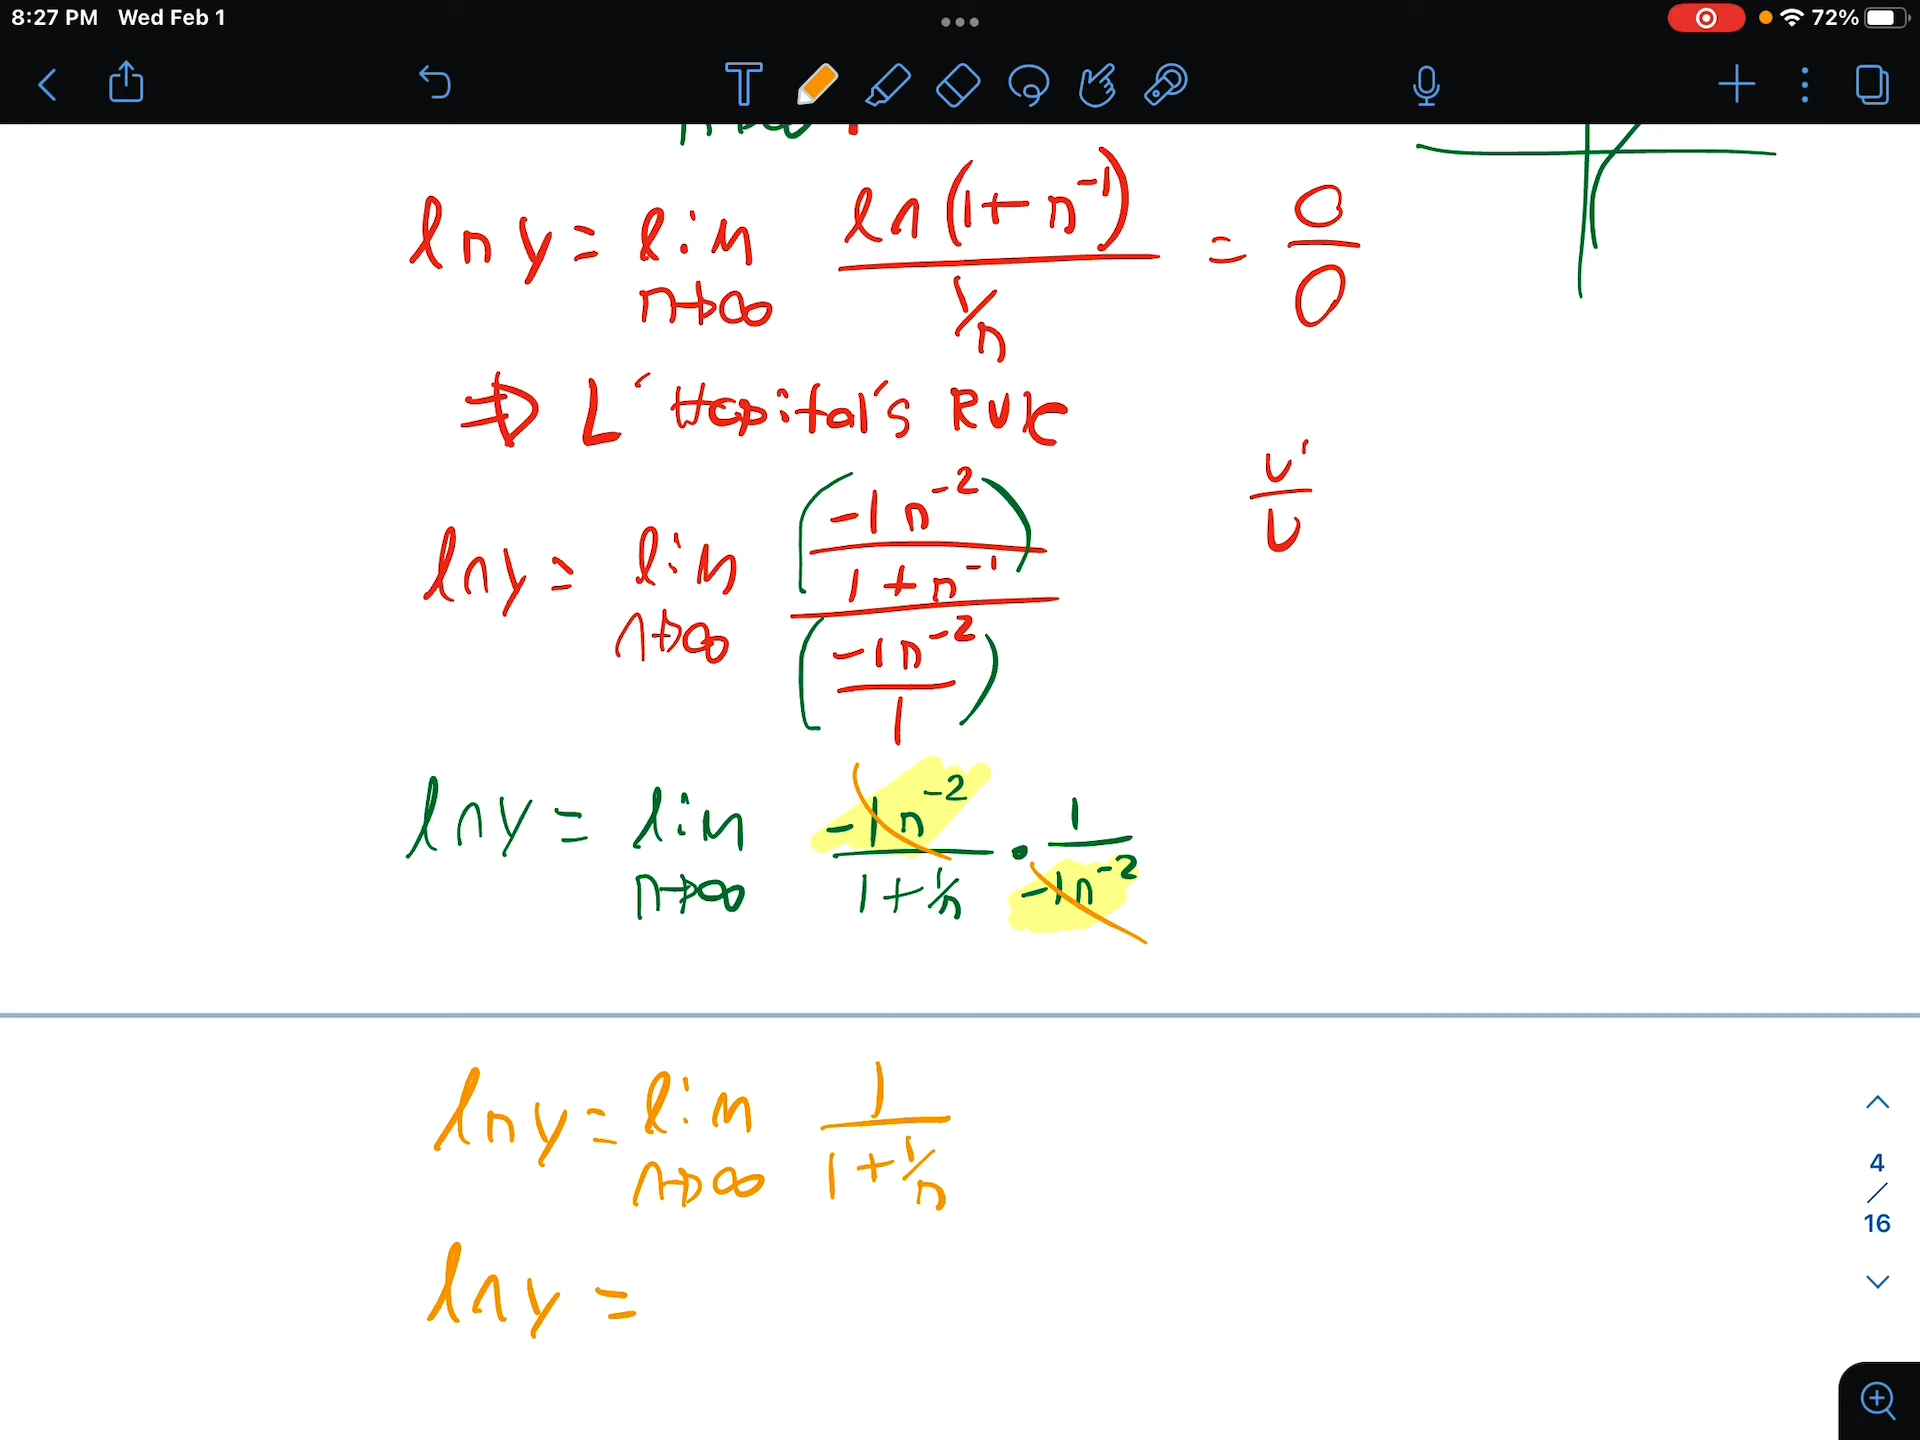 8:27 PM Wed Feb 1 72%
n→∞
ln y = lim n→∞ ln(1 + n⁻¹) / (1/n) = 0/0
⇒ L'Hopital's Rule
u'/u
ln y = lim n→∞ ((-1n⁻²)/(1 + n⁻¹)) / ((-1n⁻²)/1)
ln y = lim n→∞ (-1n⁻²)/(1 + 1/n) • 1/(-1n⁻²)
ln y = lim n→∞ 1/(1 + 1/n)
ln y =
4
/
16